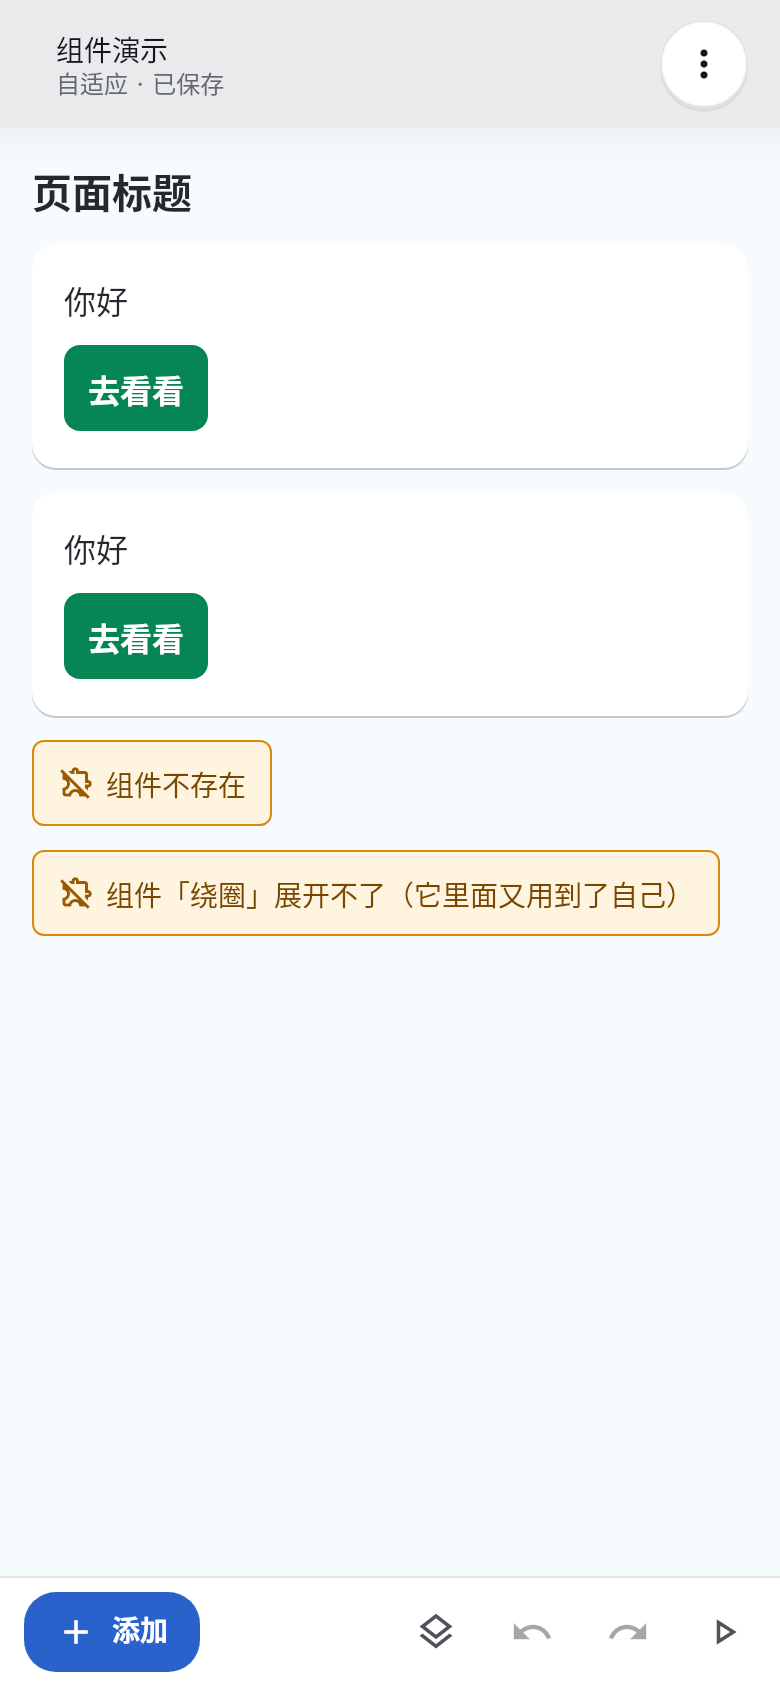 组件演示
自适应 · 已保存
页面标题
你好
去看看
你好
去看看
组件不存在
组件「绕圈」展开不了（它里面又用到了自己）
添加